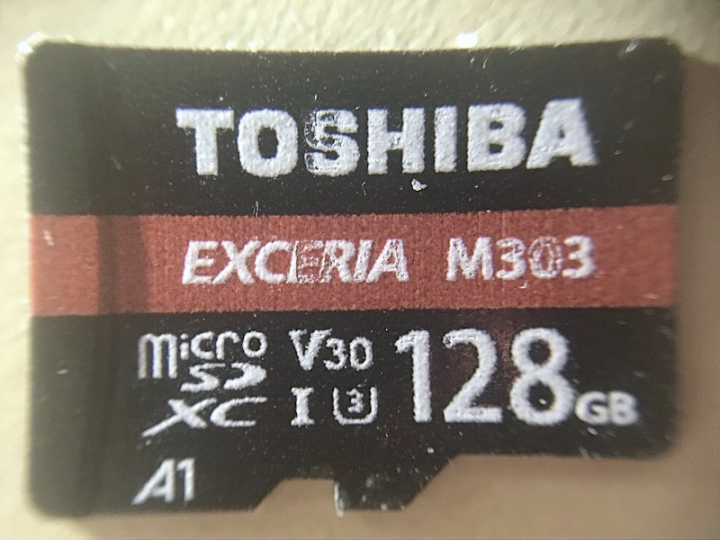 TOSHIBA
EXCERIA M303
micro SD XC V30 I 3 128GB
A1